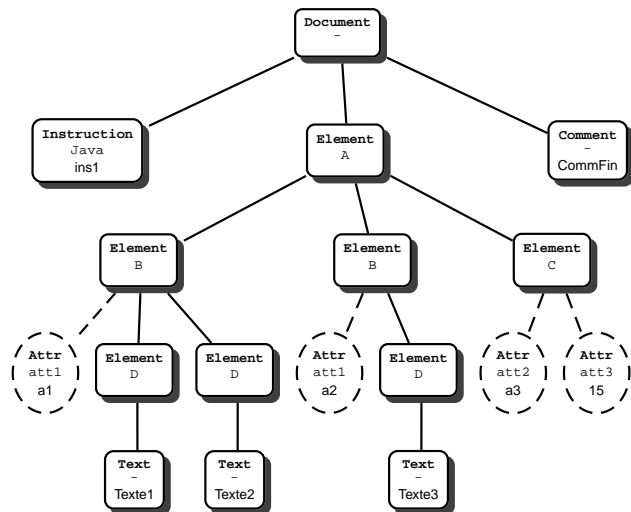 Document
-
Instruction
Java
ins1
Element
A
Comment
-
CommFin
Element
B
Element
B
Element
C
Attr
att1
a1
Element
D
Element
D
Attr
att1
a2
Element
D
Attr
att2
a3
Attr
att3
15
Text
-
Texte1
Text
-
Texte2
Text
-
Texte3